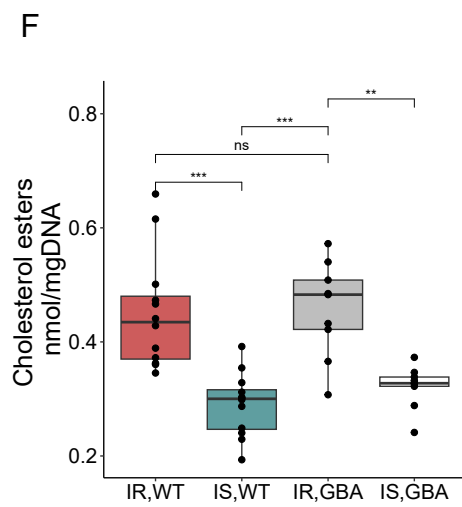 F
**
***
ns
***
0.8
0.6
0.4
0.2
Cholesterol esters
nmol/mgDNA
IR,WT IS,WT IR,GBA IS,GBA